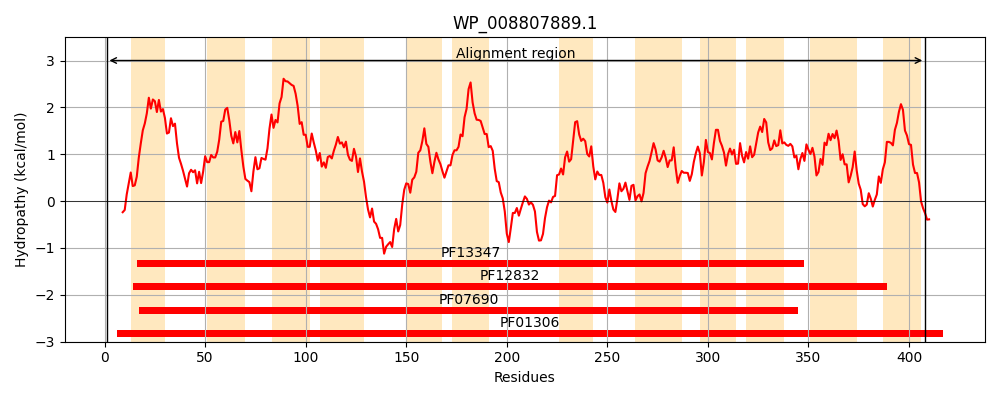 WP_008807889.1
Alignment region
Hydropathy (kcal/mol)
3
2
1
0
−1
−2
−3
PF13347
PF12832
PF07690
PF01306
0 50 100 150 200 250 300 350 400
Residues